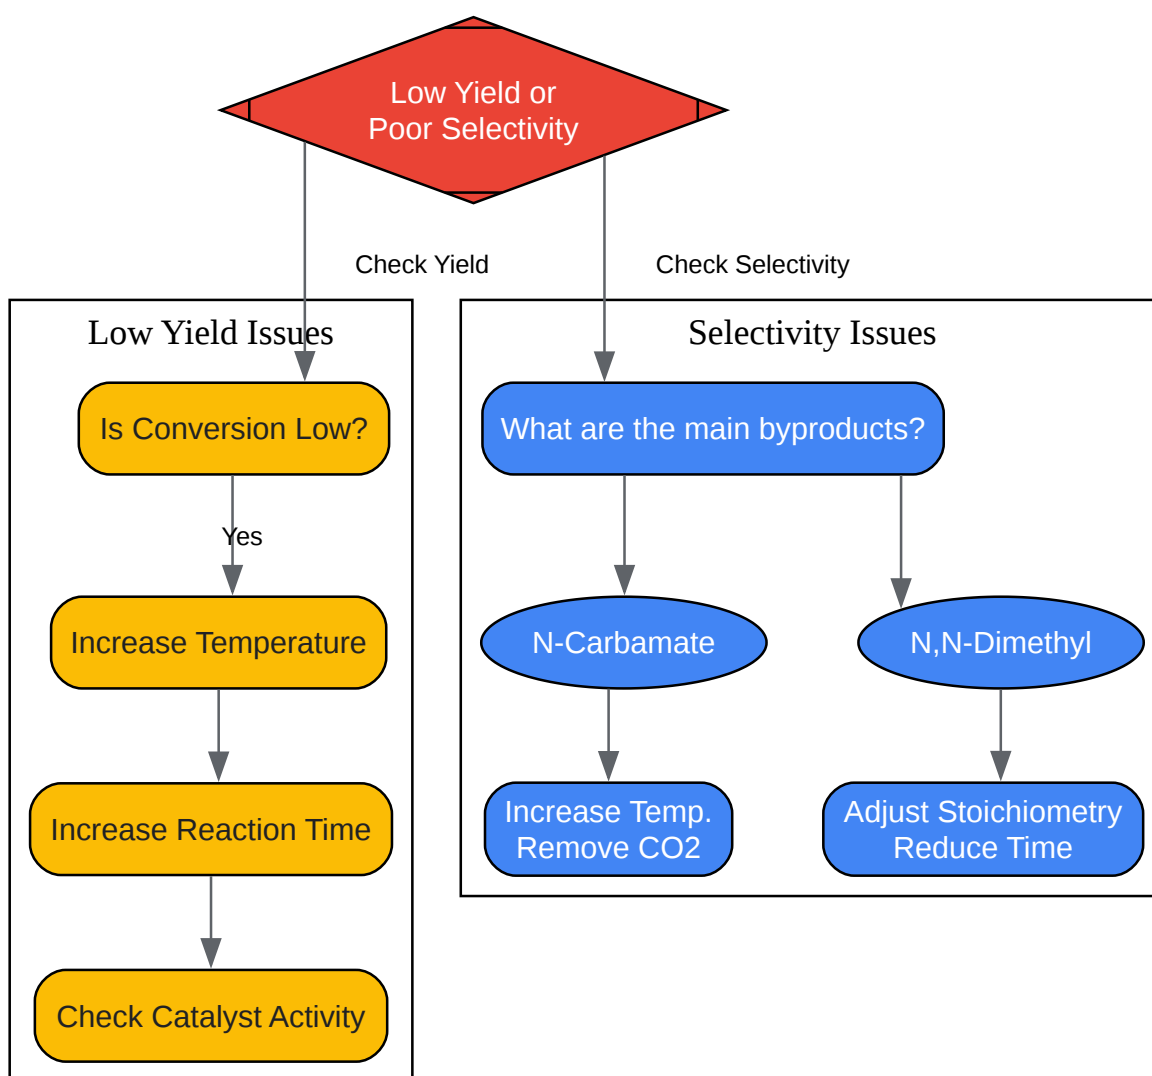 Low Yield or
Poor Selectivity
Check Yield
Check Selectivity
Low Yield Issues
Is Conversion Low?
Yes
Increase Temperature
Increase Reaction Time
Check Catalyst Activity
Selectivity Issues
What are the main byproducts?
N-Carbamate
N,N-Dimethyl
Increase Temp.
Remove CO2
Adjust Stoichiometry
Reduce Time